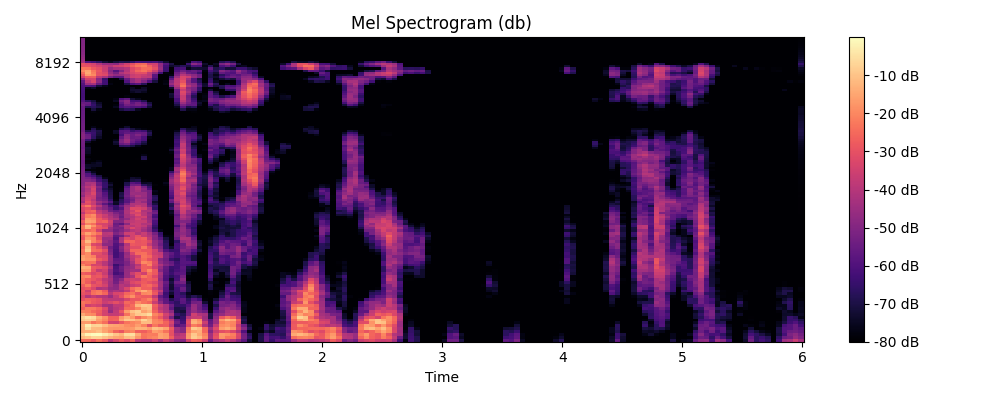 Mel Spectrogram (db)
Hz
8192
4096
2048
1024
512
0
0 1 2 3 4 5 6
Time
-10 dB
-20 dB
-30 dB
-40 dB
-50 dB
-60 dB
-70 dB
-80 dB